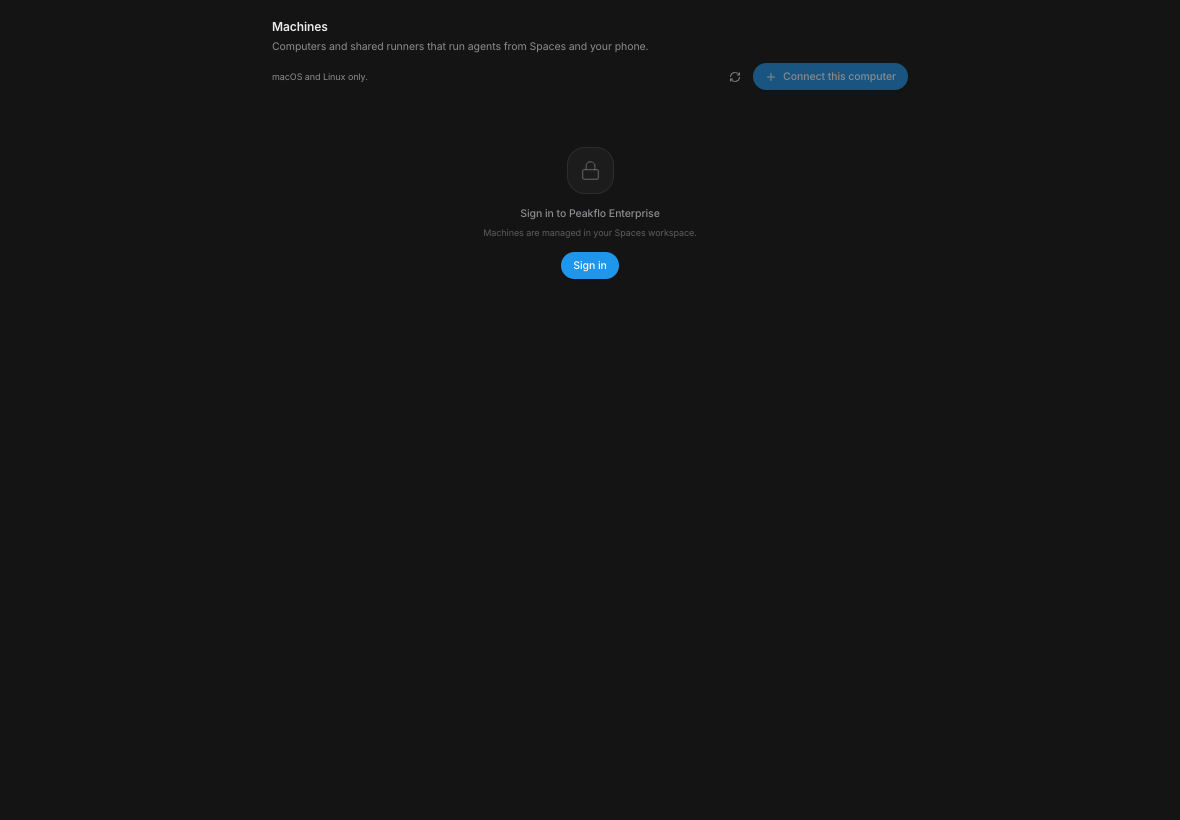 Machines
Computers and shared runners that run agents from Spaces and your phone.
macOS and Linux only.
Connect this computer
Sign in to Peakflo Enterprise
Machines are managed in your Spaces workspace.
Sign in